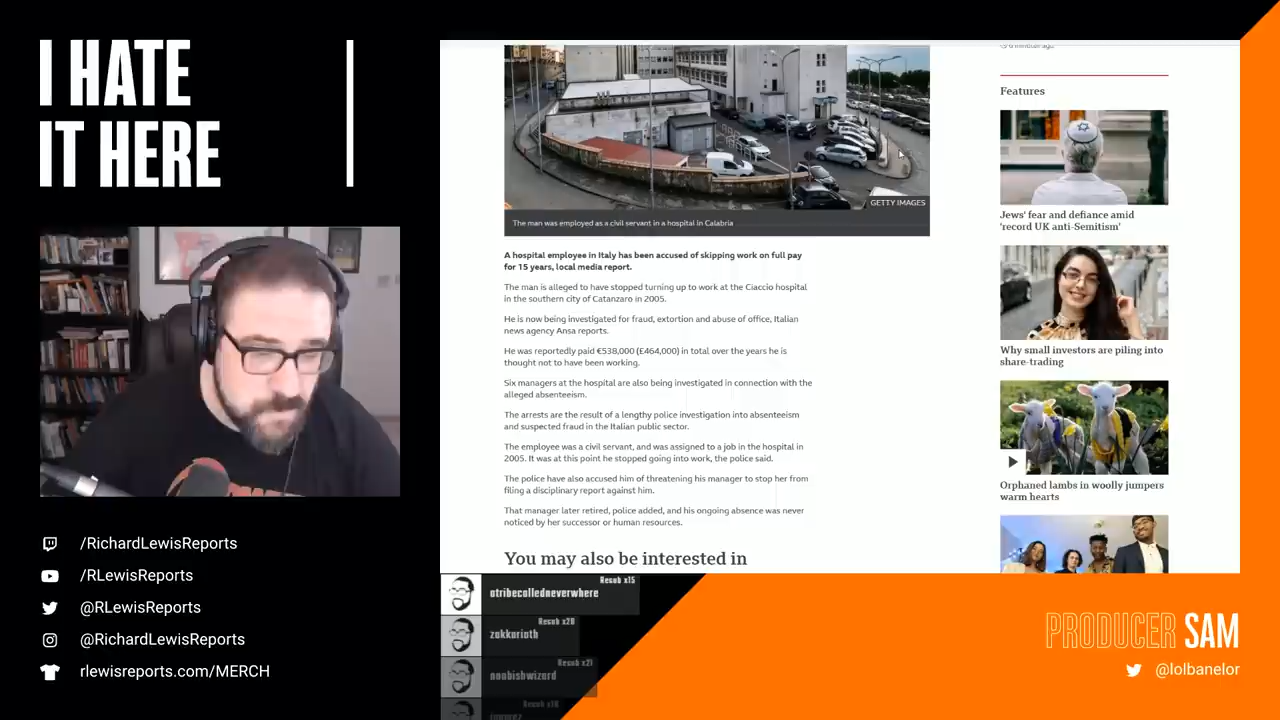 I HATE
IT HERE
/RichardLewisReports
/RLewisReports
@RLewisReports
@RichardLewisReports
rlewisreports.com/MERCH
GETTY IMAGES
The man was employed as a civil servant in a hospital in Calabria
A hospital employee in Italy has been accused of skipping work on full pay
for 15 years, local media report.
The man is alleged to have stopped turning up to work at the Ciaccio hospital
in the southern city of Catanzaro in 2005.
He is now being investigated for fraud, extortion and abuse of office, Italian
news agency Ansa reports.
He was reportedly paid €538,000 (£464,000) in total over the years he is
thought not to have been working.
Six managers at the hospital are also being investigated in connection with the
alleged absenteeism.
The arrests are the result of a lengthy police investigation into absenteeism
and suspected fraud in the Italian public sector.
The employee was a civil servant, and was assigned to a job in the hospital in
2005. It was at this point he stopped going into work, the police said.
The police have also accused him of threatening his manager to stop her from
filing a disciplinary report against him.
That manager later retired, police added, and his ongoing absence was never
noticed by her successor or human resources.
You may also be interested in
Features
Jews' fear and defiance amid
'record UK anti-Semitism'
Why small investors are piling into
share-trading
Orphaned lambs in woolly jumpers
warm hearts
Resub x15
atribecalledneverwhere
Resub x28
zakkariath
Resub x21
noobishwizard
PRODUCER SAM
@lolbanelor